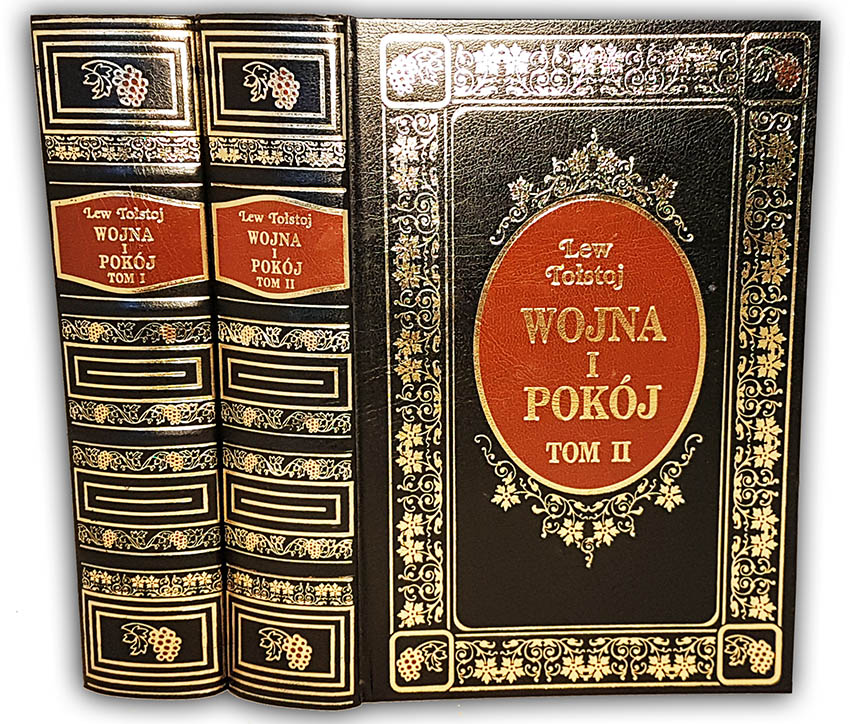 Lew Tołstoj
WOJNA
I
POKÓJ
TOM I
Lew Tołstoj
WOJNA
I
POKÓJ
TOM II
Lew
Tołstoj
WOJNA
I
POKÓJ
TOM II